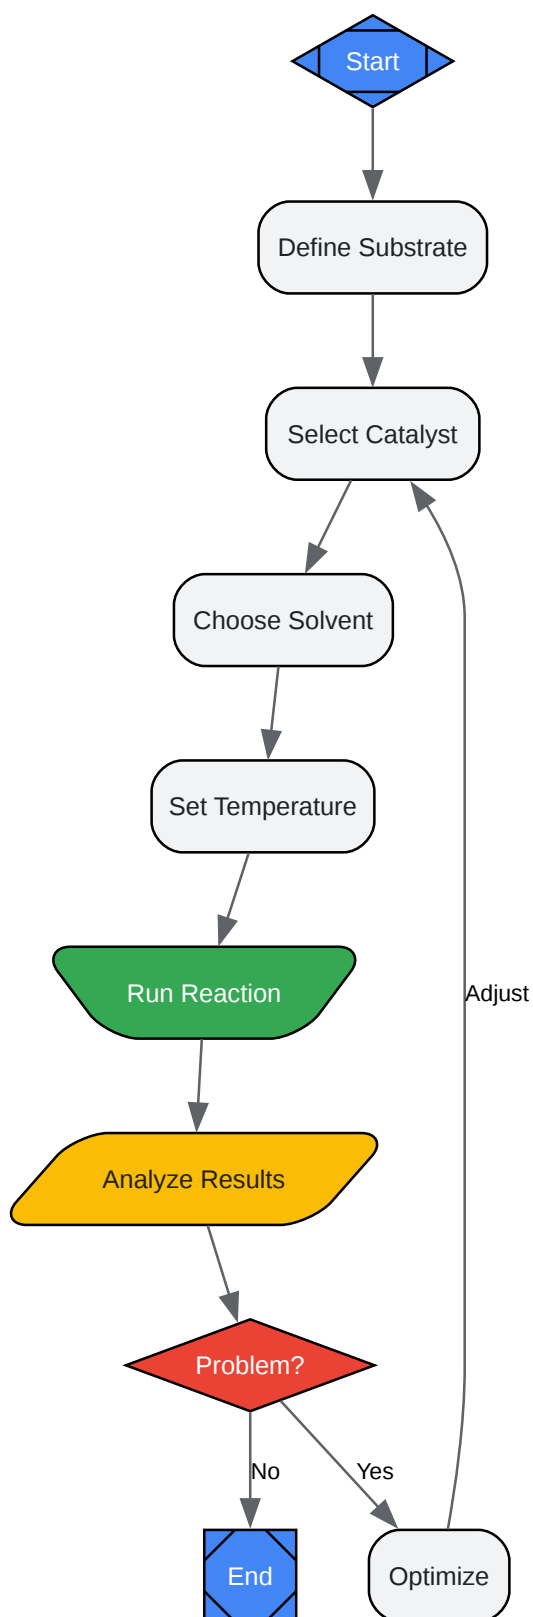 Start
Define Substrate
Select Catalyst
Choose Solvent
Set Temperature
Run Reaction
Adjust
Analyze Results
Problem?
No
Yes
End
Optimize